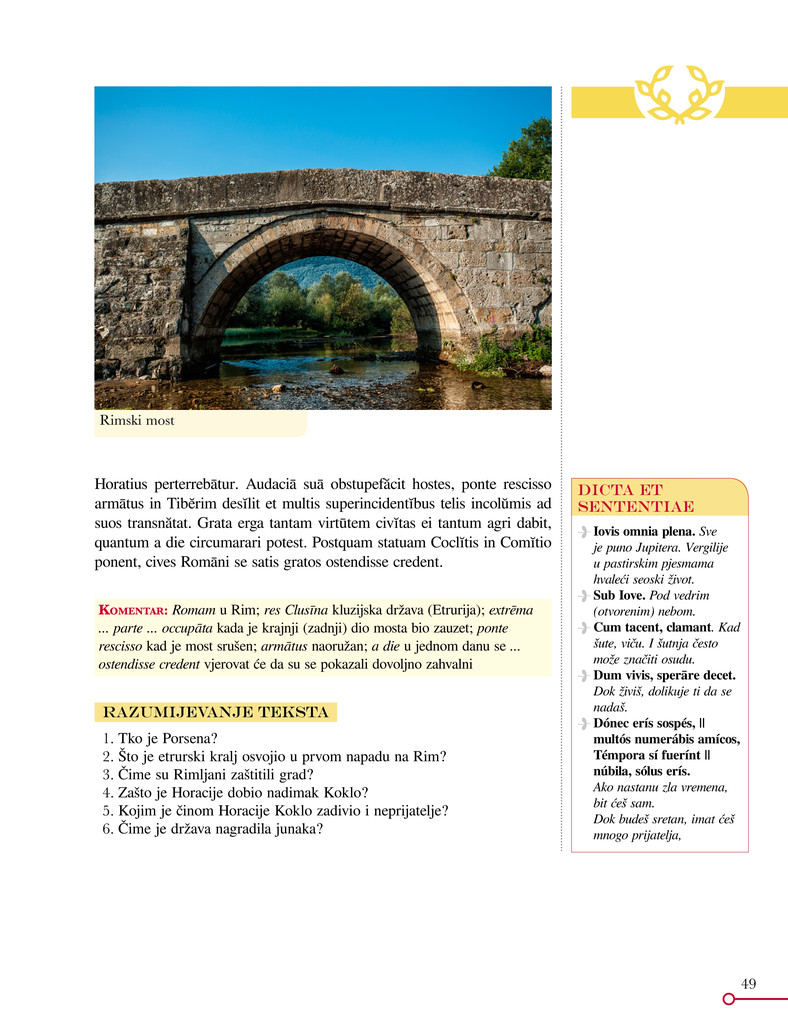 Rimski most
Horatius perterrebātur. Audaciā suā obstupefăcit hostes, ponte rescisso
armātus in Tibĕrim desĭlit et multis superincidentĭbus telis incolŭmis ad
suos transnătat. Grata erga tantam virtūtem civĭtas ei tantum agri dabit,
quantum a die circumarari potest. Postquam statuam Coclĭtis in Comĭtio
ponent, cives Romāni se satis gratos ostendisse credent.
KOMENTAR: Romam u Rim; res Clusīna kluzijska država (Etrurija); extrēma
... parte ... occupāta kada je krajnji (zadnji) dio mosta bio zauzet; ponte
rescisso kad je most srušen; armātus naoružan; a die u jednom danu se ...
ostendisse credent vjerovat će da su se pokazali dovoljno zahvalni
RAZUMIJEVANJE TEKSTA
1. Tko je Porsena?
2. Što je etrurski kralj osvojio u prvom napadu na Rim?
3. Čime su Rimljani zaštitili grad?
4. Zašto je Horacije dobio nadimak Koklo?
5. Kojim je činom Horacije Koklo zadivio i neprijatelje?
6. Čime je država nagradila junaka?
DICTA ET
SENTENTIAE
Iovis omnia plena. Sve
je puno Jupitera. Vergilije
u pastirskim pjesmama
hvaleći seoski život.
Sub Iove. Pod vedrim
(otvorenim) nebom.
Cum tacent, clamant. Kad
šute, viču. I šutnja često
može značiti osudu.
Dum vivis, sperāre decet.
Dok živiš, dolikuje ti da se
nadaš.
Dónec erís sospés, ||
multós numerábis amícos,
Témpora sí fuerínt ||
núbila, sólus erís.
Ako nastanu zla vremena,
bit ćeš sam.
Dok budeš sretan, imat ćeš
mnogo prijatelja,
49